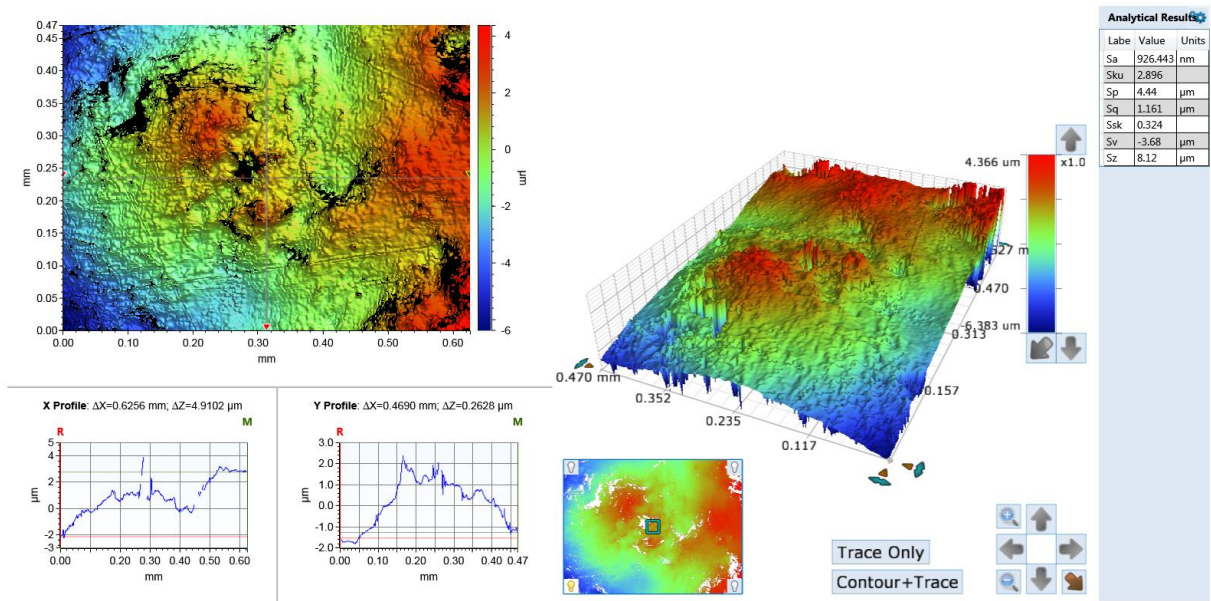 0.47
0.45
0.40
0.35
0.30
0.25
0.20
0.15
0.10
0.05
0.00
mm
0.00 0.10 0.20 0.30 0.40 0.50 0.60
mm
4
2
0
-2
-4
-6
µm
X Profile: ΔX=0.6256 mm; ΔZ=4.9102 µm
R
M
5
4
2
0
-2
-3
µm
0.00 0.10 0.20 0.30 0.40 0.50 0.62
mm
Y Profile: ΔX=0.4690 mm; ΔZ=0.2628 µm
R
M
3.0
2.0
1.0
0.0
-1.0
-2.0
µm
0.00 0.10 0.20 0.30 0.47
mm
4.366 um
x1.0
0.470
-6.383 um
0.313
0.157
0.470 mm
0.352
0.235
0.117
Trace Only
Contour+Trace
Analytical Results
Labe Value Units
Sa 926.443 nm
Sku 2.896
Sp 4.44 µm
Sq 1.161 µm
Ssk 0.324
Sv -3.68 µm
Sz 8.12 µm